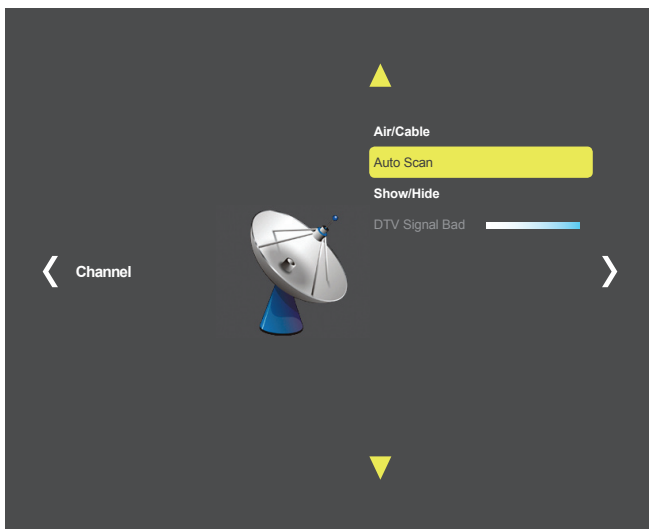 Air/Cable
Auto Scan
Show/Hide
DTV Signal Bad
Channel